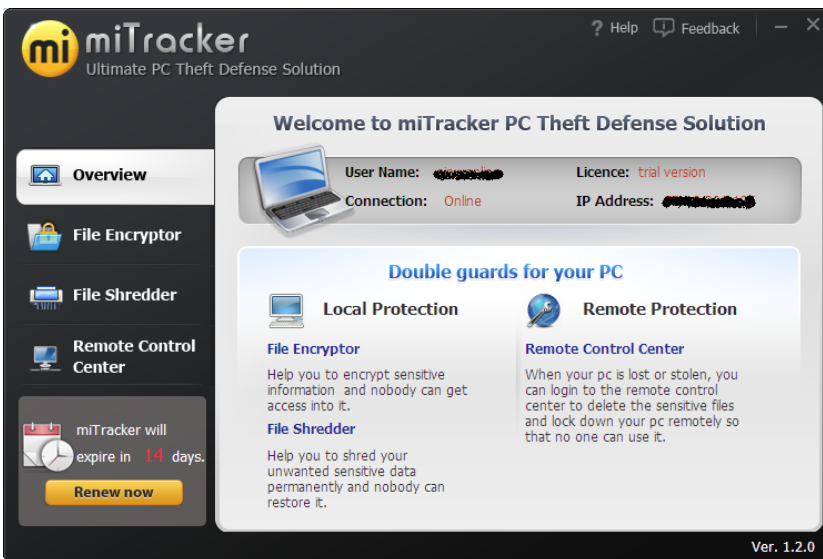 mi miTracker
Ultimate PC Theft Defense Solution
? Help Feedback
Welcome to miTracker PC Theft Defense Solution
User Name: Licence: trial version
Connection: Online IP Address:
Overview
File Encryptor
File Shredder
Remote Control
Center
miTracker will
expire in 14 days.
Renew now
Double guards for your PC
Local Protection
File Encryptor
Help you to encrypt sensitive
information and nobody can get
access into it.
File Shredder
Help you to shred your
unwanted sensitive data
permanently and nobody can
restore it.
Remote Protection
Remote Control Center
When your pc is lost or stolen, you
can login to the remote control
center to delete the sensitive files
and lock down your pc remotely so
that no one can use it.
Ver. 1.2.0